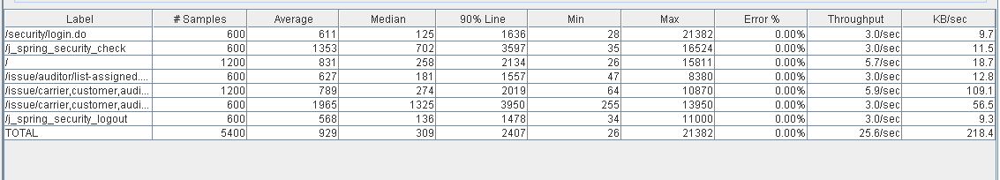 Label # Samples Average Median 90% Line Min Max Error % Throughput KB/sec
/security/login.do 600 611 125 1636 28 21382 0.00% 3.0/sec 9.7
/j_spring_security_check 600 1353 702 3597 35 16524 0.00% 3.0/sec 11.5
/ 1200 831 258 2134 26 15811 0.00% 5.7/sec 18.7
/issue/auditor/list-assigned.... 600 627 181 1557 47 8380 0.00% 3.0/sec 12.8
/issue/carrier,customer,audi... 1200 789 274 2019 64 10870 0.00% 5.9/sec 109.1
/issue/carrier,customer,audi... 600 1965 1325 3950 255 13950 0.00% 3.0/sec 56.5
/j_spring_security_logout 600 568 136 1478 34 11000 0.00% 3.0/sec 9.3
TOTAL 5400 929 309 2407 26 21382 0.00% 25.6/sec 218.4